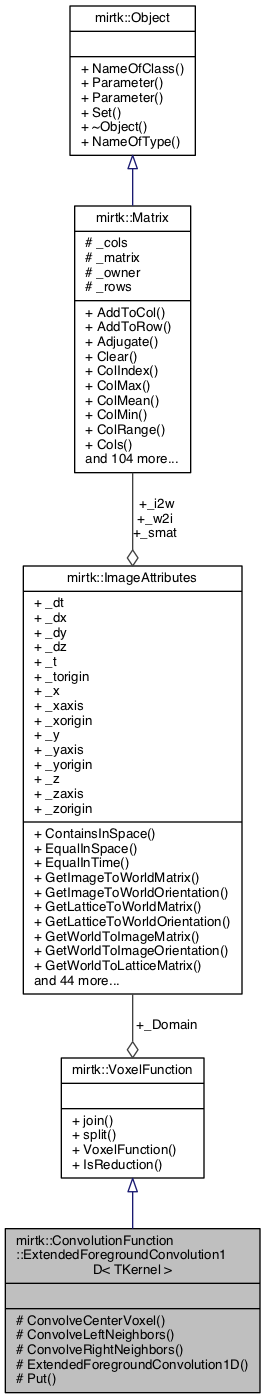 mirtk::Object
+ NameOfClass()
+ Parameter()
+ Parameter()
+ Set()
+ ~Object()
+ NameOfType()
mirtk::Matrix
# _cols
# _matrix
# _owner
# _rows
+ AddToCol()
+ AddToRow()
+ Adjugate()
+ Clear()
+ ColIndex()
+ ColMax()
+ ColMean()
+ ColMin()
+ ColRange()
+ Cols()
and 104 more...
+_i2w
+_w2i
+_smat
mirtk::ImageAttributes
+ _dt
+ _dx
+ _dy
+ _dz
+ _t
+ _torigin
+ _x
+ _xaxis
+ _xorigin
+ _y
+ _yaxis
+ _yorigin
+ _z
+ _zaxis
+ _zorigin
+ ContainsInSpace()
+ EqualInSpace()
+ EqualInTime()
+ GetImageToWorldMatrix()
+ GetImageToWorldOrientation()
+ GetLatticeToWorldMatrix()
+ GetLatticeToWorldOrientation()
+ GetWorldToImageMatrix()
+ GetWorldToImageOrientation()
+ GetWorldToLatticeMatrix()
and 44 more...
+_Domain
mirtk::VoxelFunction
+ join()
+ split()
+ VoxelFunction()
+ IsReduction()
mirtk::ConvolutionFunction
::ExtendedForegroundConvolution1
D< TKernel >
# ConvolveCenterVoxel()
# ConvolveLeftNeighbors()
# ConvolveRightNeighbors()
# ExtendedForegroundConvolution1D()
# Put()